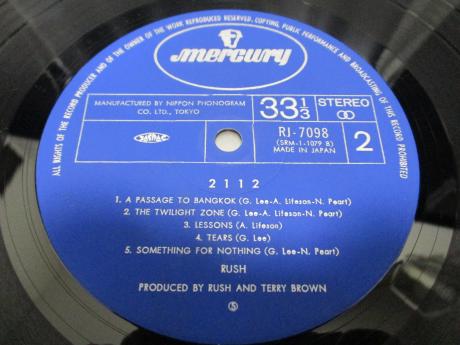 ALL RIGHTS OF THE RECORD PRODUCER AND OF THE OWNER OF THE WORK REPRODUCED RESERVED. COPYING, PUBLIC PERFORMANCE AND BROADCASTING OF THIS RECORD PROHIBITED
mercury
MANUFACTURED BY NIPPON PHONOGRAM
CO. LTD., TOKYO
33 1/3
STEREO
RJ-7098
(SRM-1-1079 B)
MADE IN JAPAN
2
2112
1. A PASSAGE TO BANGKOK (G. Lee-A. Lifeson-N. Peart)
2. THE TWILIGHT ZONE (G. Lee-A. Lifeson-N. Peart)
3. LESSONS (A. Lifeson)
4. TEARS (G. Lee)
5. SOMETHING FOR NOTHING (G. Lee-N. Peart)
RUSH
PRODUCED BY RUSH AND TERRY BROWN
S